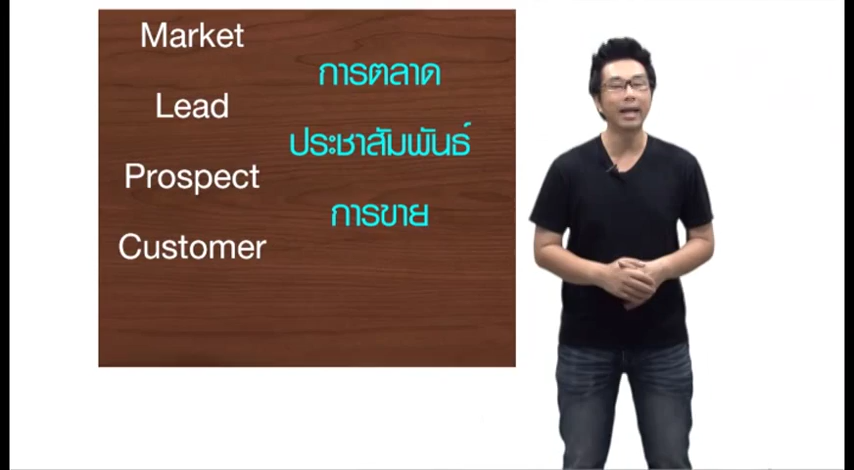 Market
การตลาด
Lead
ประชาสัมพันธ์
Prospect
การขาย
Customer